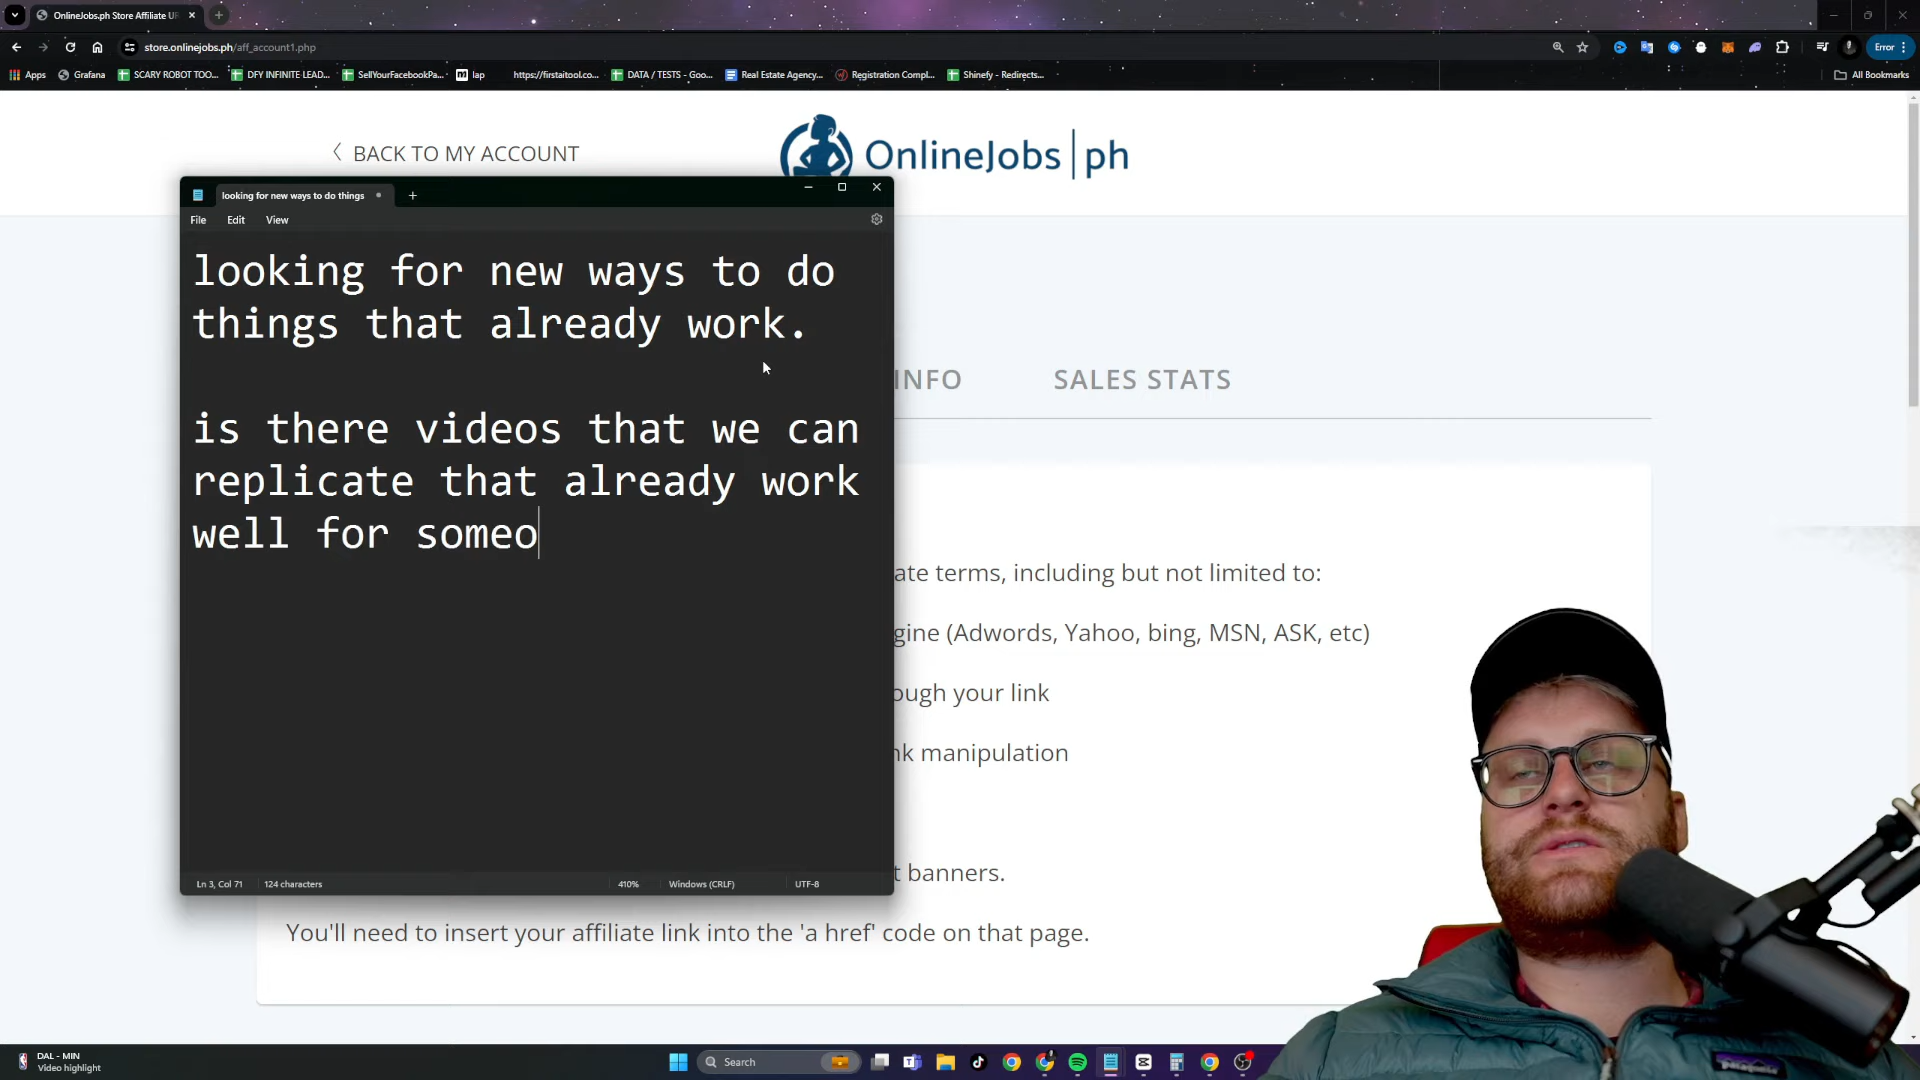 OnlineJobs.ph Store Affiliate UR
store.onlinejobs.ph/aff_account1.php
Error
Apps
Grafana
SCARY ROBOT TOO...
DFY INFINITE LEAD...
SellYourFacebookPa...
lap
https://firstaitool.co...
DATA / TESTS - Goo...
Real Estate Agency...
Registration Compl...
Shinefy - Redirects...
All Bookmarks
BACK TO MY ACCOUNT
OnlineJobs ph
looking for new ways to do things
File Edit View
looking for new ways to do
things that already work.
is there videos that we can
replicate that already work
well for someo
Ln 3, Col 71
124 characters
410%
Windows (CRLF)
UTF-8
INFO
SALES STATS
ate terms, including but not limited to:
gine (Adwords, Yahoo, bing, MSN, ASK, etc)
ough your link
nk manipulation
t banners.
You'll need to insert your affiliate link into the 'a href' code on that page.
DAL - MIN
Video highlight
Search
patagonia